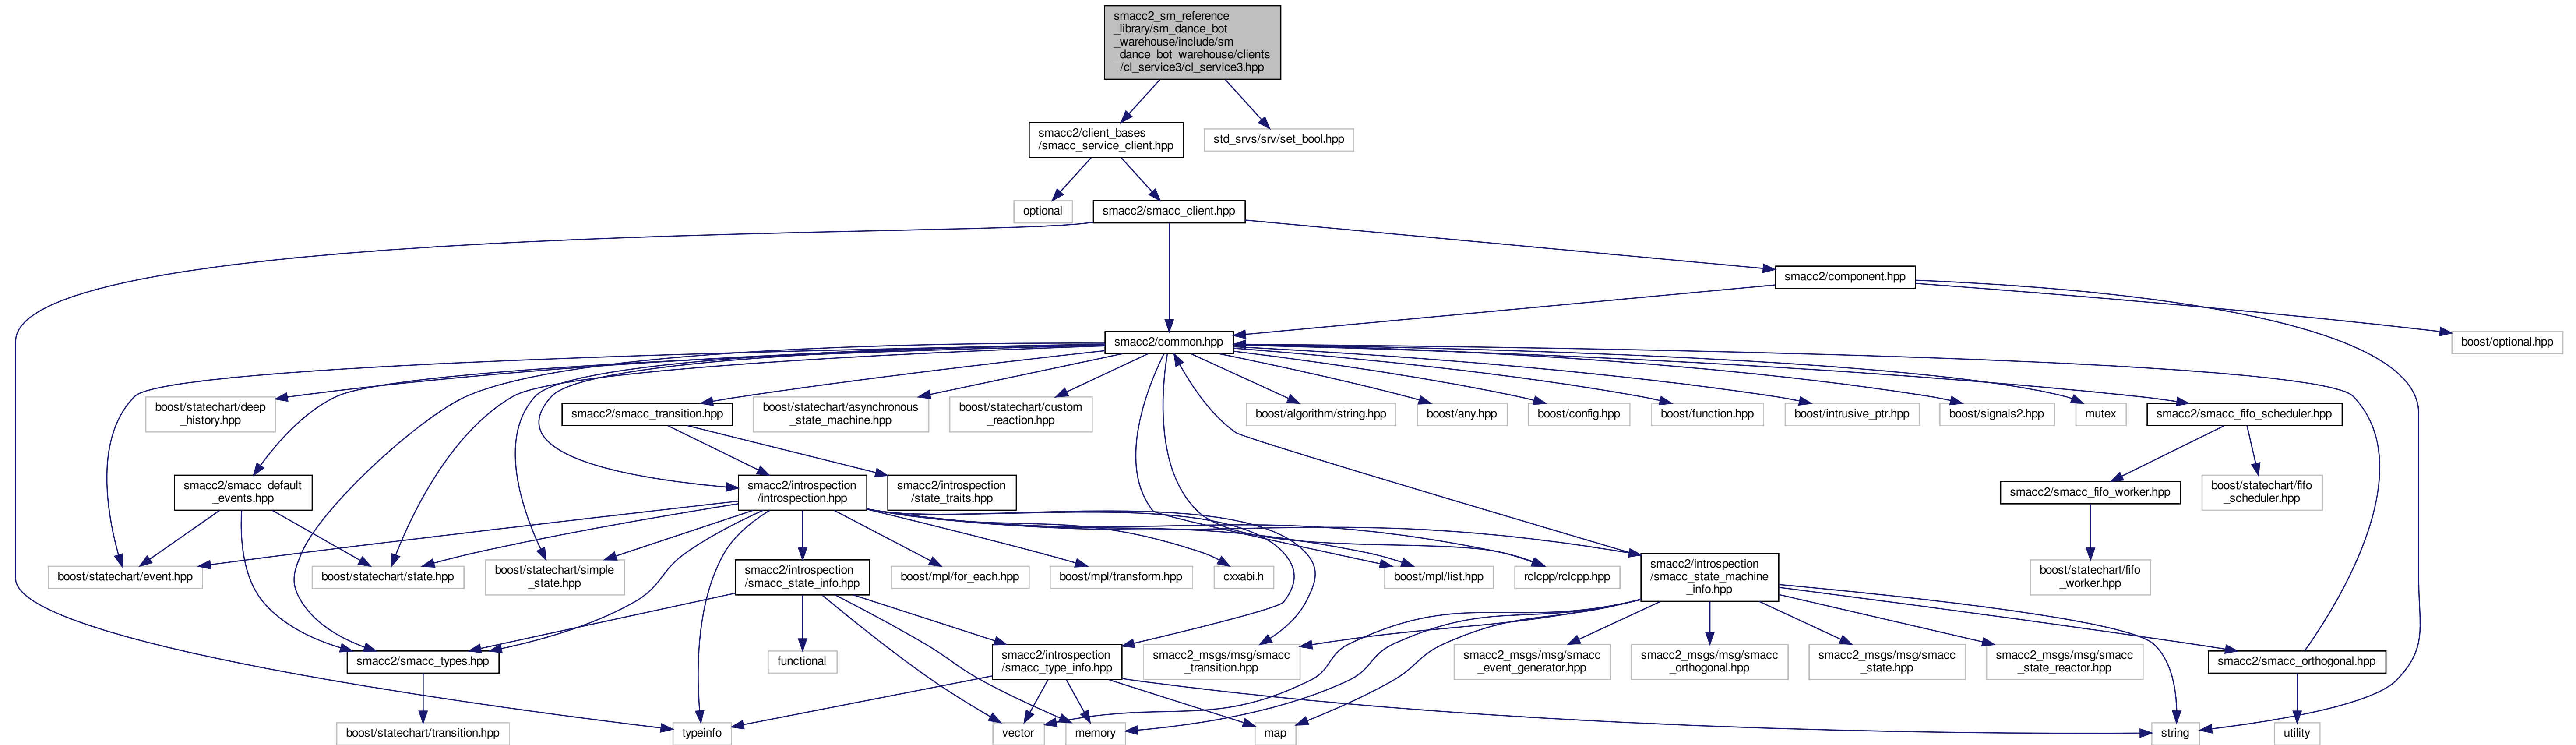 smacc2_sm_reference
_library/sm_dance_bot
_warehouse/include/sm
_dance_bot_warehouse/clients
/cl_service3/cl_service3.hpp
smacc2/client_bases
/smacc_service_client.hpp
std_srvs/srv/set_bool.hpp
optional
smacc2/smacc_client.hpp
smacc2/component.hpp
smacc2/common.hpp
boost/optional.hpp
boost/statechart/deep
_history.hpp
smacc2/smacc_transition.hpp
boost/statechart/asynchronous
_state_machine.hpp
boost/statechart/custom
_reaction.hpp
boost/algorithm/string.hpp
boost/any.hpp
boost/config.hpp
boost/function.hpp
boost/intrusive_ptr.hpp
boost/signals2.hpp
mutex
smacc2/smacc_fifo_scheduler.hpp
smacc2/smacc_default
_events.hpp
smacc2/introspection
/introspection.hpp
smacc2/introspection
/state_traits.hpp
smacc2/smacc_fifo_worker.hpp
boost/statechart/fifo
_scheduler.hpp
boost/statechart/event.hpp
boost/statechart/state.hpp
boost/statechart/simple
_state.hpp
smacc2/introspection
/smacc_state_info.hpp
boost/mpl/for_each.hpp
boost/mpl/transform.hpp
cxxabi.h
boost/mpl/list.hpp
rclcpp/rclcpp.hpp
smacc2/introspection
/smacc_state_machine
_info.hpp
boost/statechart/fifo
_worker.hpp
smacc2/smacc_types.hpp
functional
smacc2/introspection
/smacc_type_info.hpp
smacc2_msgs/msg/smacc
_transition.hpp
smacc2_msgs/msg/smacc
_event_generator.hpp
smacc2_msgs/msg/smacc
_orthogonal.hpp
smacc2_msgs/msg/smacc
_state.hpp
smacc2_msgs/msg/smacc
_state_reactor.hpp
smacc2/smacc_orthogonal.hpp
boost/statechart/transition.hpp
typeinfo
vector
memory
map
string
utility